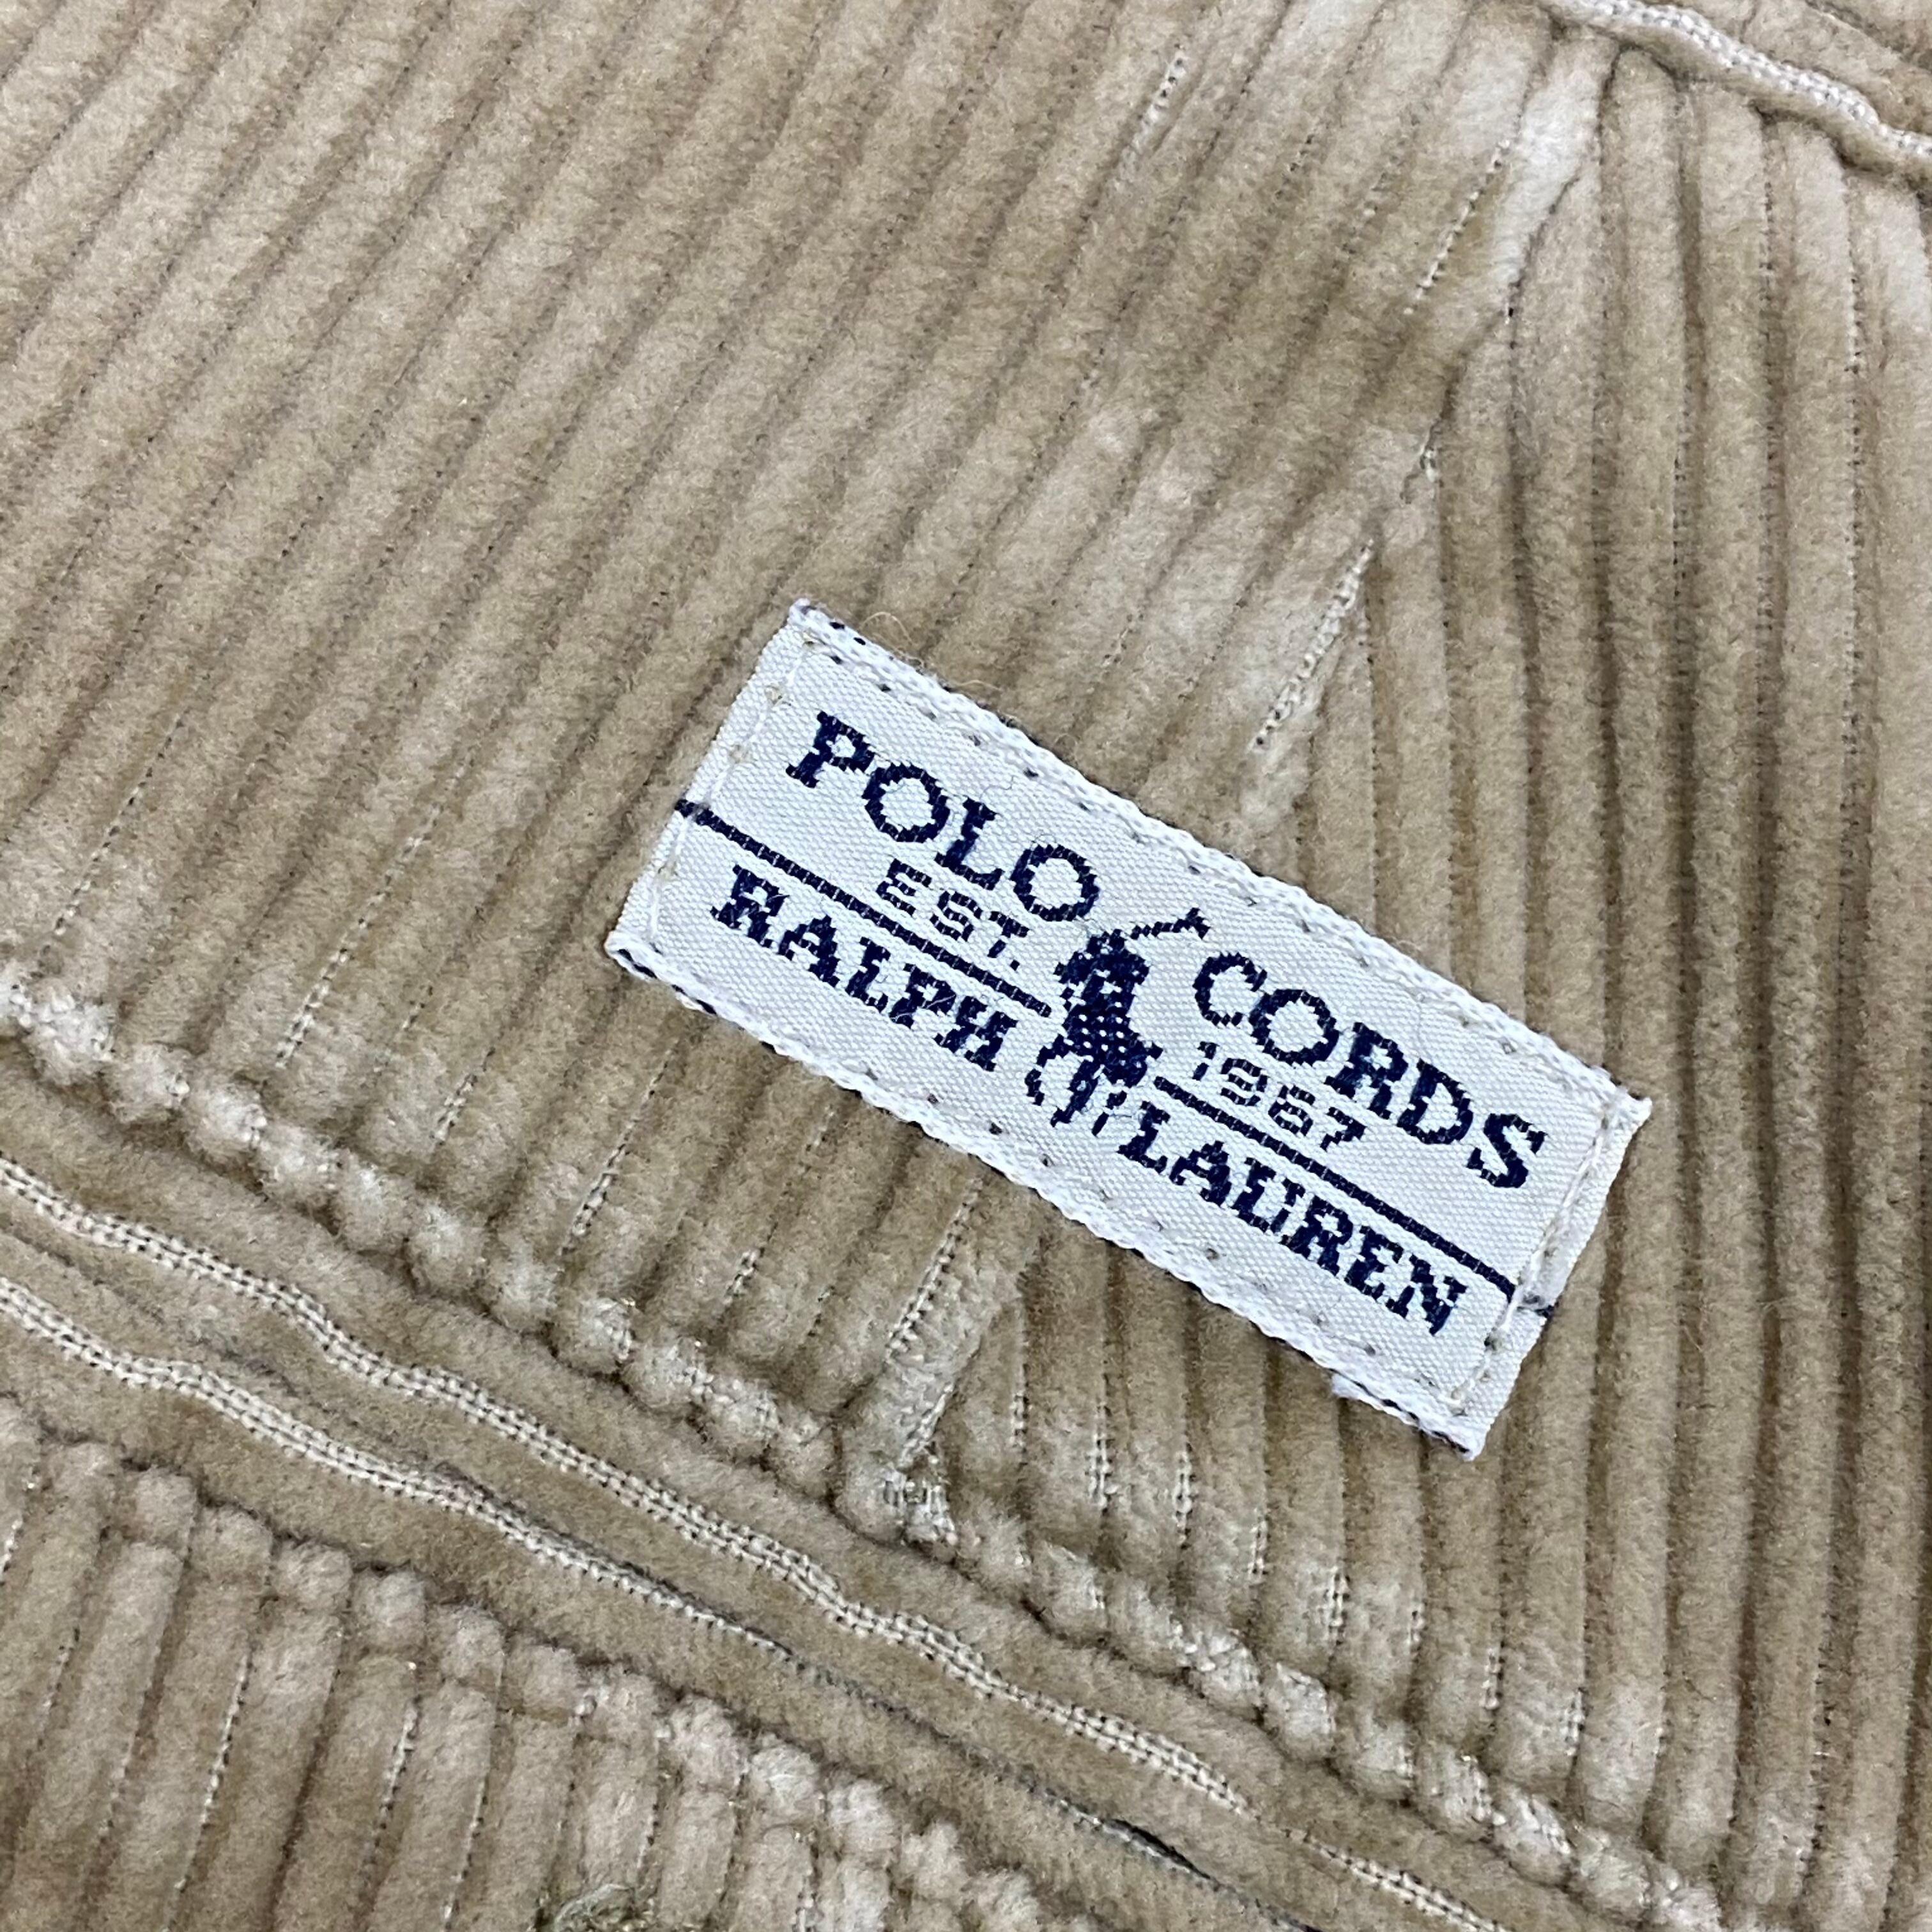 POLO CORDS
EST. 1967
RALPH LAUREN